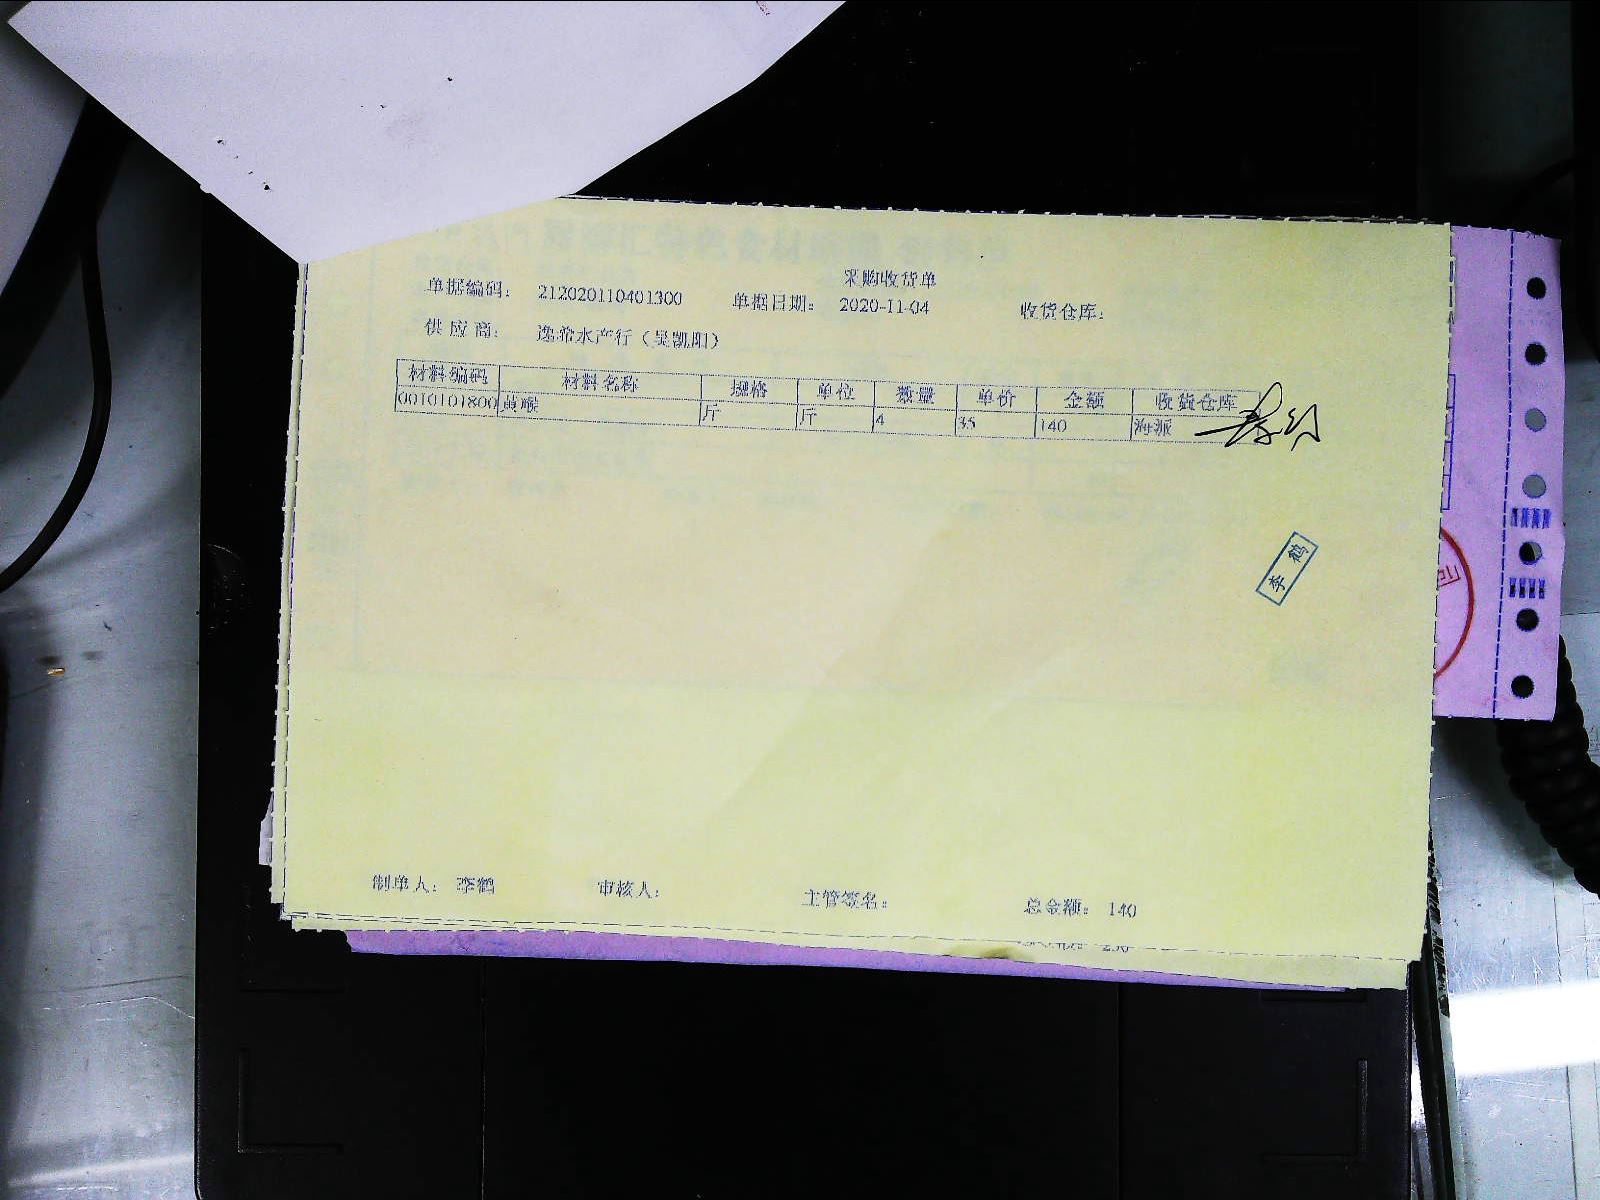 采购收货单
单据编码： 212020110401300 单据日期： 2020-11-04 收货仓库：
供应商： 逸希水产行（吴凯阳）
材料编码 材料名称 规格 单位 数量 单价 金额 收货仓库
0010101800 黄喉 斤 斤 4 35 140 海派
李鹤
制单人： 李鹤 审核人： 主管签名： 总金额： 140